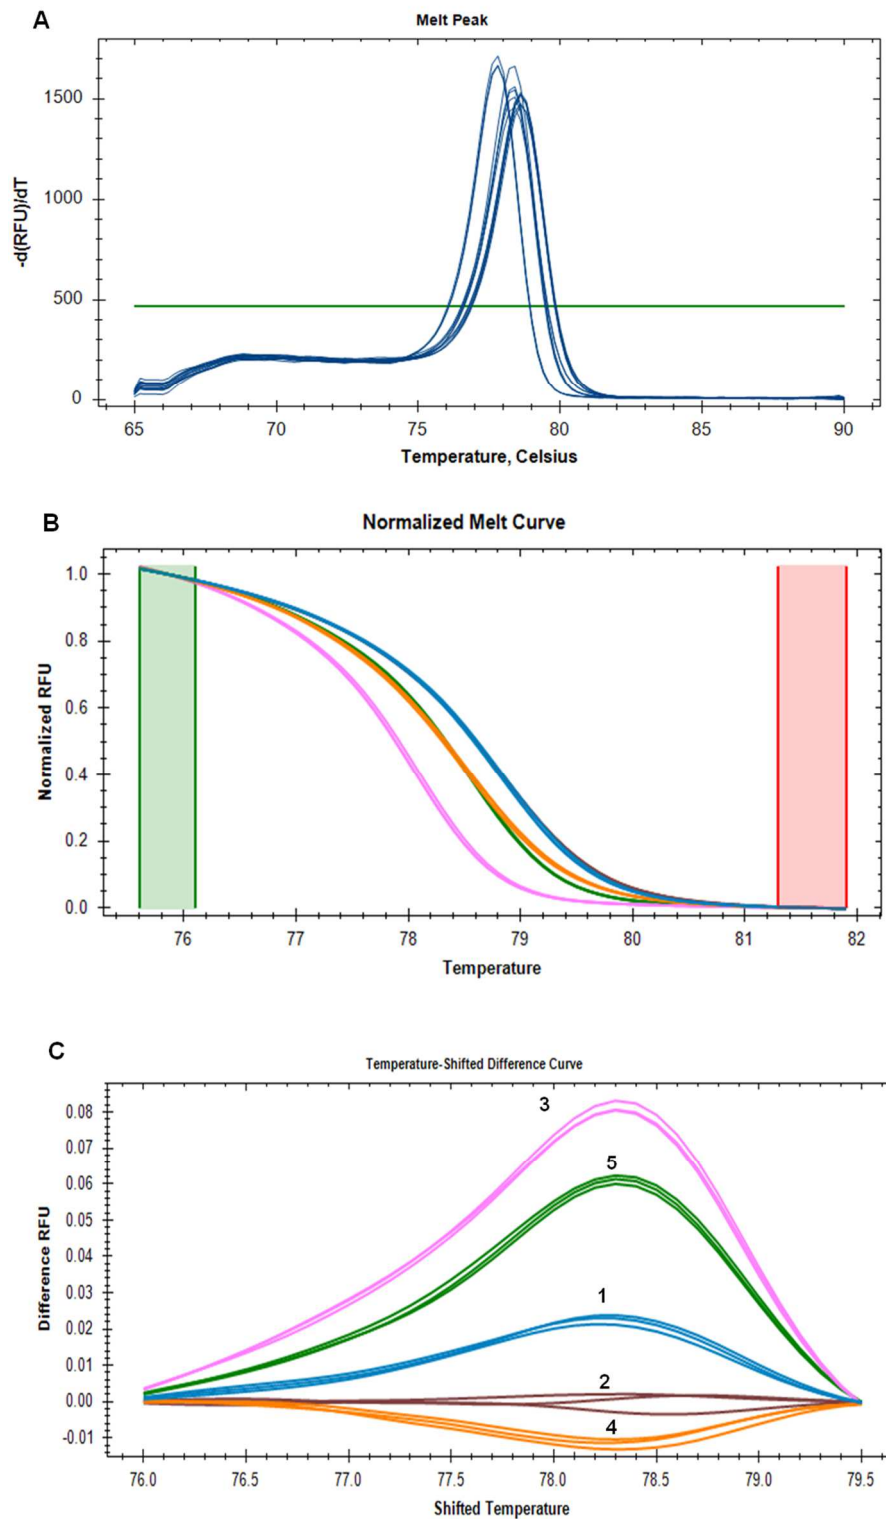 A
Melt Peak
1500
1000
500
0
-d(RFU)/dT
65 70 75 80 85 90
Temperature, Celsius
B
Normalized Melt Curve
1.0
0.8
0.6
0.4
0.2
0.0
Normalized RFU
76 77 78 79 80 81 82
Temperature
C
Temperature-Shifted Difference Curve
0.08
0.07
0.06
0.05
0.04
0.03
0.02
0.01
0.00
-0.01
Difference RFU
3
5
1
2
4
76.0 76.5 77.0 77.5 78.0 78.5 79.0 79.5
Shifted Temperature